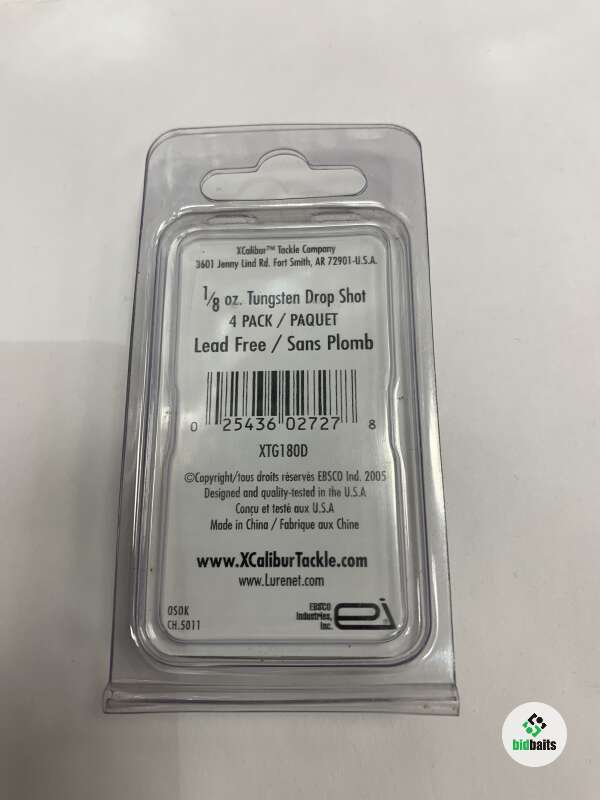 XCalibur™ Tackle Company
3601 Jenny Lind Rd. Fort Smith, AR 72901-U.S.A.
1/8 oz. Tungsten Drop Shot
4 PACK / PAQUET
Lead Free / Sans Plomb
0 25436 02727 8
XTG180D
©Copyright/tous droits réservés EBSCO Ind. 2005
Designed and quality-tested in the U.S.A
Conçu et testé aux U.S.A
Made in China / Fabrique aux Chine
www.XCaliburTackle.com
www.Lurenet.com
OSOK
CH.5011
EBSCO
Industries,
Inc.
ei
bidbaits